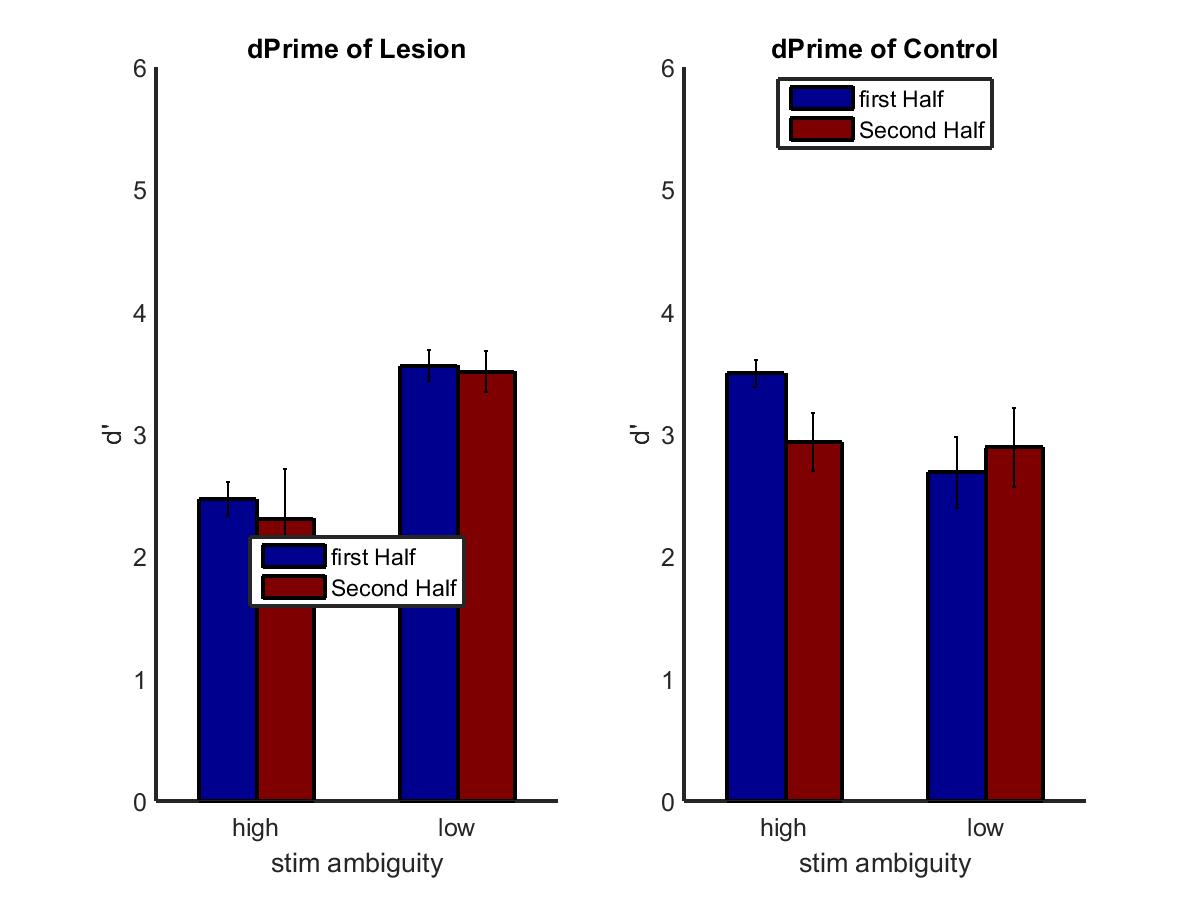 dPrime of Lesion
6
5
4
3
2
1
0
d'
first Half
Second Half
high low
stim ambiguity
dPrime of Control
6
5
4
3
2
1
0
d'
first Half
Second Half
high low
stim ambiguity